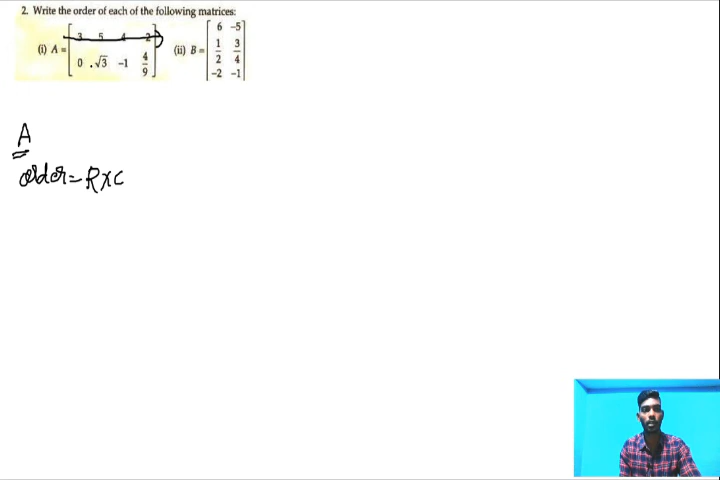 2. Write the order of each of the following matrices:
(i) A = [ 3 5 4 2 (ii) B = [ 6 -5
0 . √3 -1 4/9 ] 1/2 3/4
-2 -1 ]
A
order = R×C